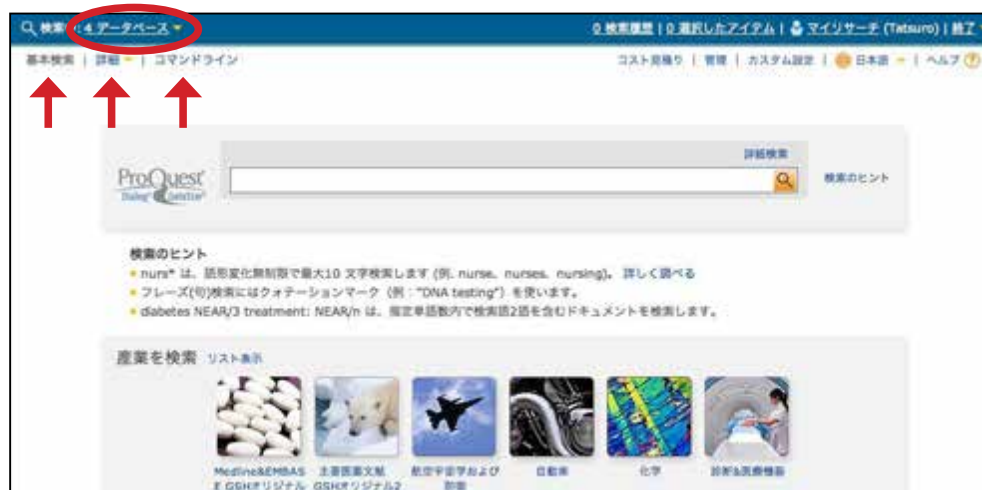 検索中: 4 データベース
0 検索履歴 | 0 選択したアイテム | マイリサーチ (Tatsuro) | 終了
基本検索 | 詳細 | コマンドライン
コスト見積り | 管理 | カスタム設定 | 日本語 | ヘルプ ?
詳細検索
ProQuest
Dialog
検索のヒント
検索のヒント
nurs* は、語形変化無制限で最大10 文字検索します (例. nurse、nurses、nursing)。 詳しく調べる
フレーズ(句)検索にはクォテーションマーク (例："DNA testing") を使います。
diabetes NEAR/3 treatment: NEAR/n は、指定単語数内で検索語2語を含むドキュメントを検索します。
産業を検索 リスト表示
Medline&EMBAS
E GSHオリジナル
主要医薬文献
GSHオリジナル2
航空宇宙学および
防衛
自動車
化学
診断&医療機器